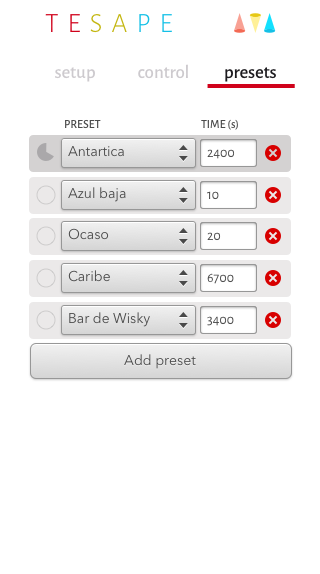 TESAPE
setup control presets
PRESET TIME (s)
Antartica 2400
Azul baja 10
Ocaso 20
Caribe 6700
Bar de Wisky 3400
Add preset